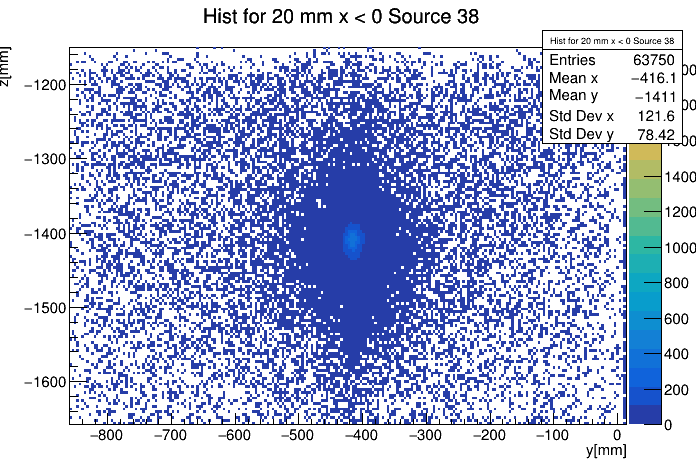 Hist for 20 mm x < 0 Source 38
Hist for 20 mm x < 0 Source 38
Entries 63750
Mean x −416.1
Mean y −1411
Std Dev x 121.6
Std Dev y 78.42
z[mm]
−1200
−1300
−1400
−1500
−1600
−800 −700 −600 −500 −400 −300 −200 −100 0
y[mm]
1400
1200
1000
800
600
400
200
0